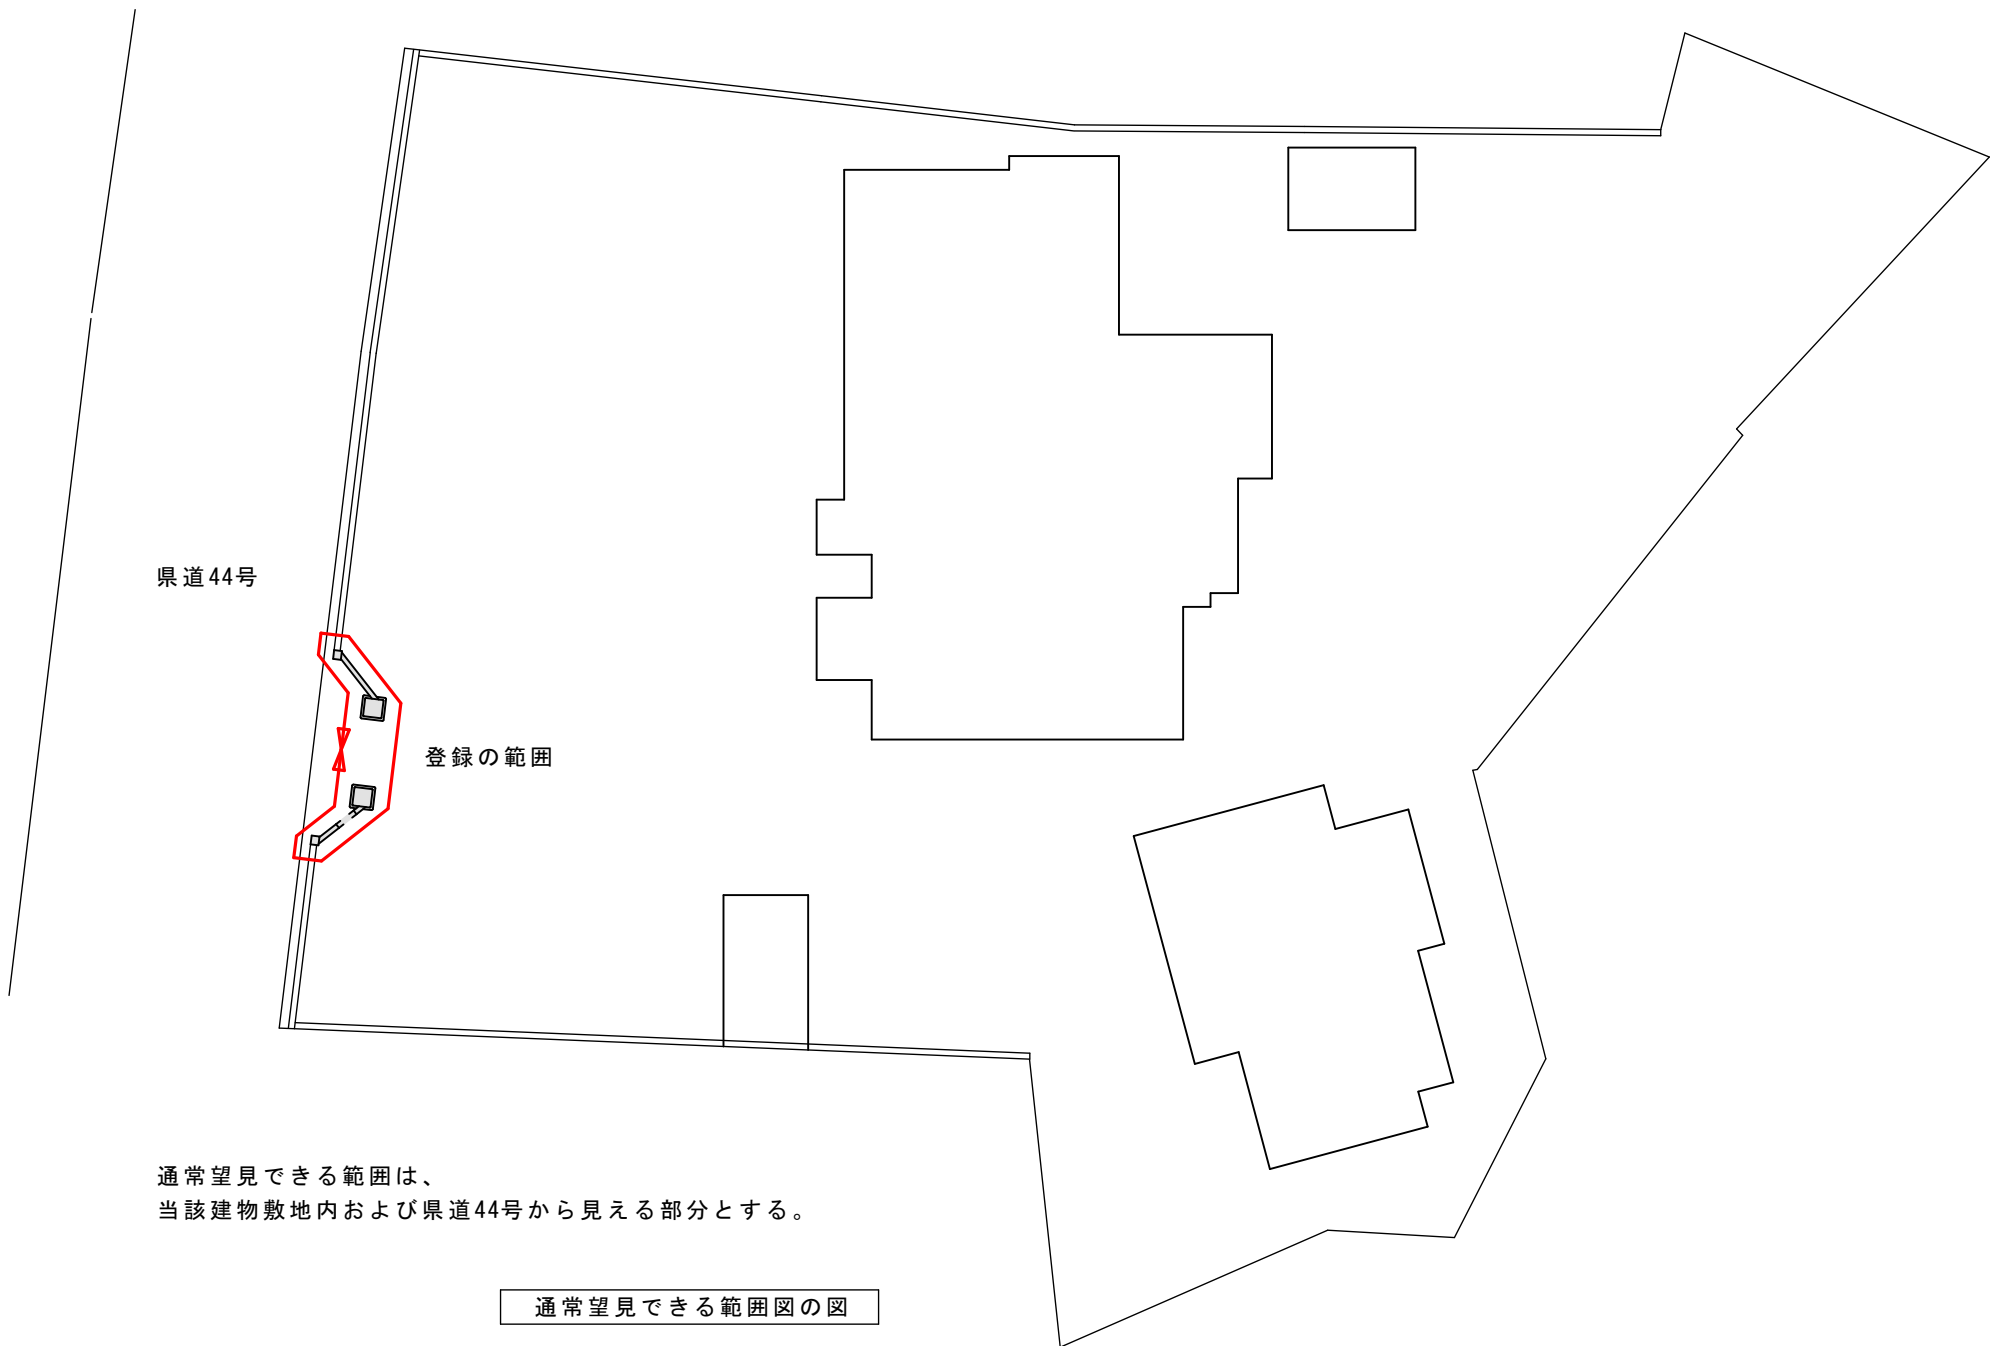 県道44号
登録の範囲
通常望見できる範囲は、
当該建物敷地内および県道44号から見える部分とする。
通常望見できる範囲図の図